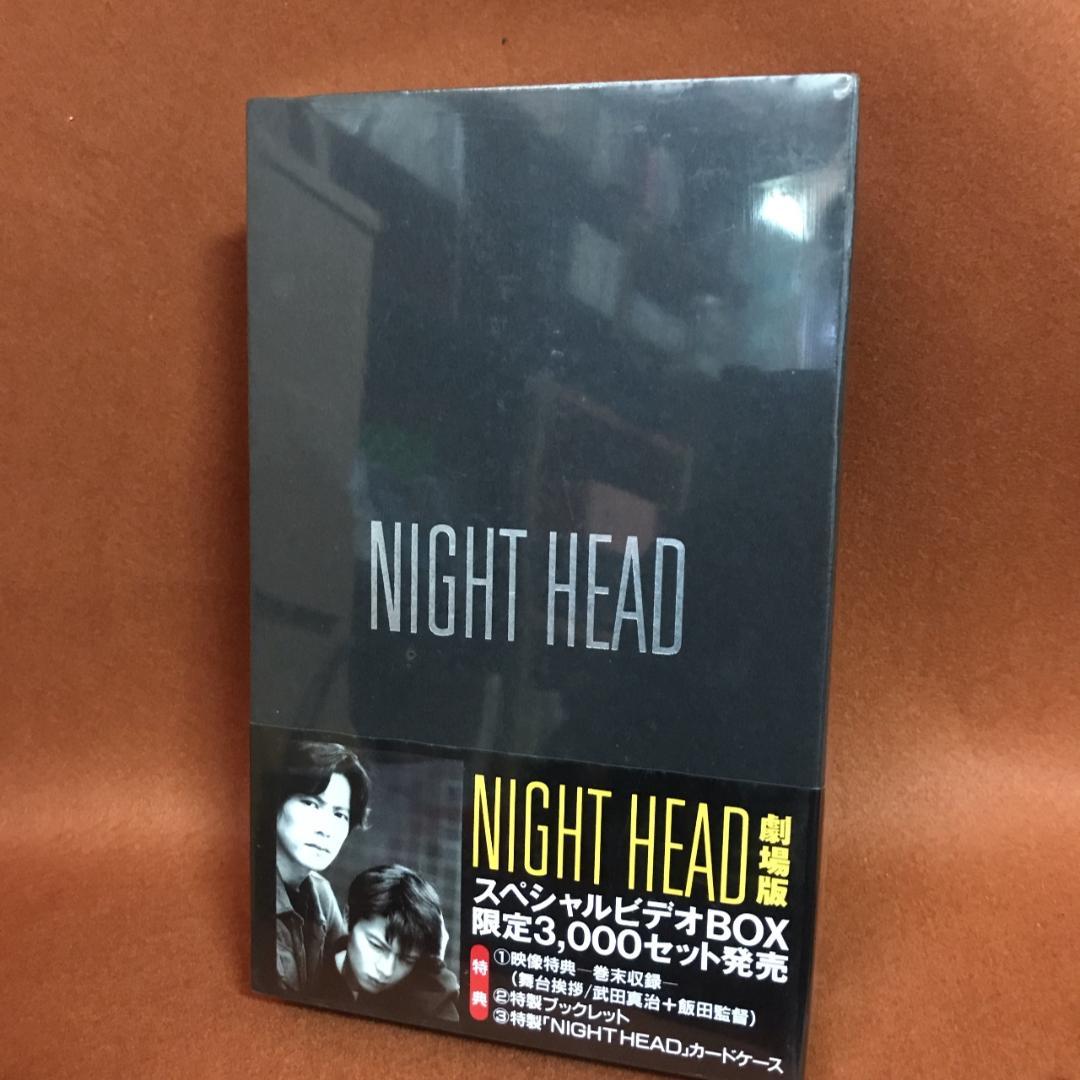 NIGHT HEAD
NIGHT HEAD 劇場版
スペシャルビデオBOX
限定3,000セット発売
特典
①映像特典―巻末収録―
(舞台挨拶/武田真治+飯田監督)
②特製ブックレット
③特製「NIGHT HEAD」カードケース